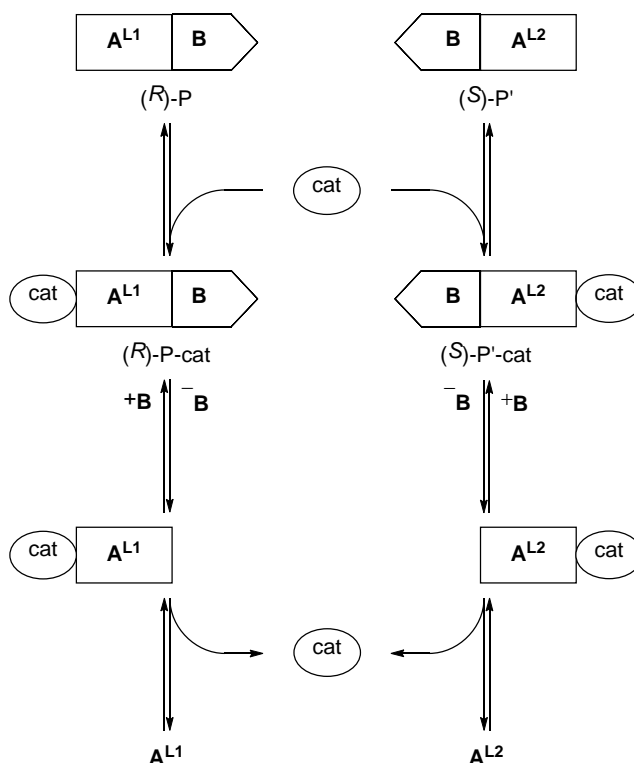 A^L1 B B A^L2
(R)-P (S)-P'
cat
cat A^L1 B B A^L2 cat
(R)-P-cat (S)-P'-cat
+B −B −B +B
cat A^L1 A^L2 cat
cat
A^L1 A^L2